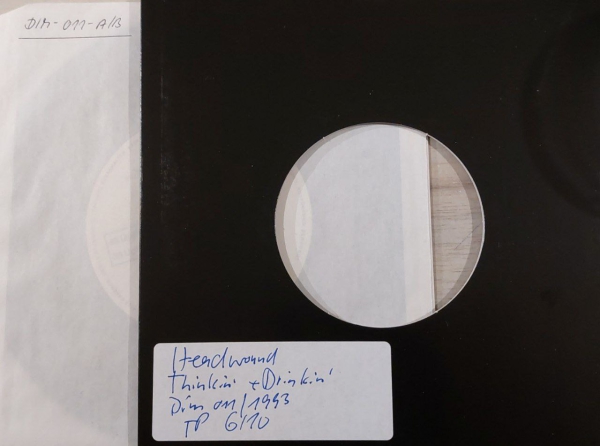 DIM-011-A/B
Headwound
Thinkin' + Drinkin'
Dim 011/1993
TP 6/10